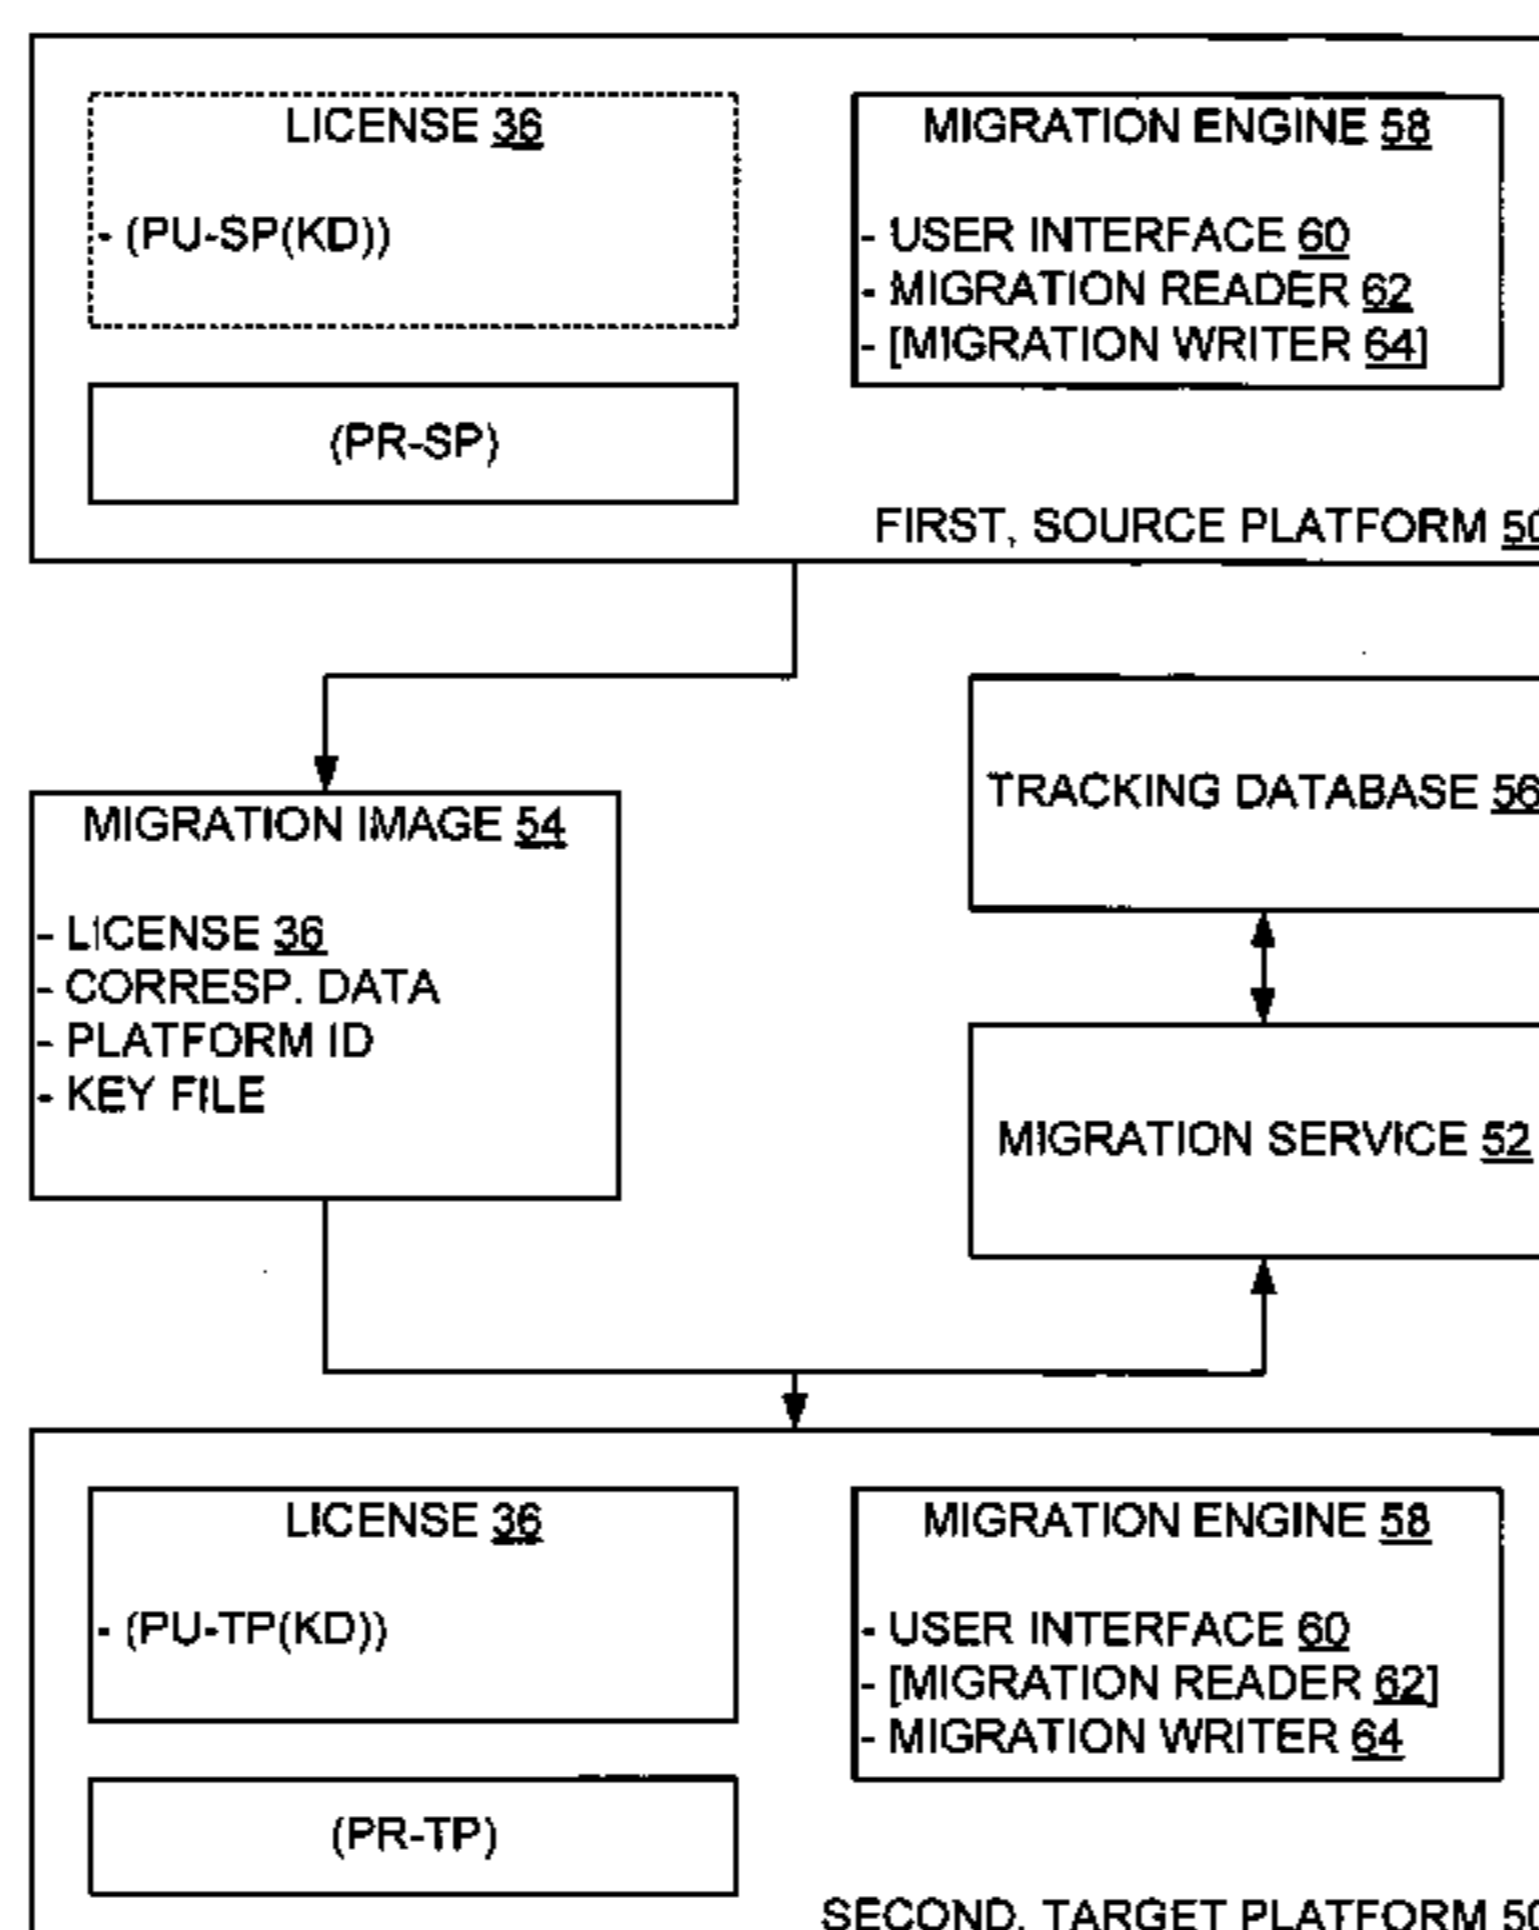 LICENSE 36
- (PU-SP(KD))
(PR-SP)
MIGRATION ENGINE 58
- USER INTERFACE 60
- MIGRATION READER 62
- [MIGRATION WRITER 64]
FIRST, SOURCE PLATFORM 50
MIGRATION IMAGE 54
- LICENSE 36
- CORRESP. DATA
- PLATFORM ID
- KEY FILE
TRACKING DATABASE 56
MIGRATION SERVICE 52
LICENSE 36
- (PU-TP(KD))
(PR-TP)
MIGRATION ENGINE 58
- USER INTERFACE 60
- [MIGRATION READER 62]
- MIGRATION WRITER 64
SECOND, TARGET PLATFORM 50